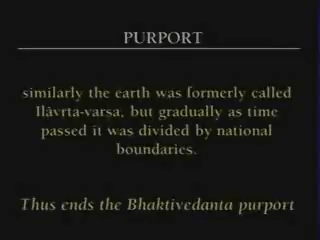 PURPORT
similarly the earth was formerly called
Ilāvṛta-varṣa, but gradually as time
passed it was divided by national
boundaries.
Thus ends the Bhaktivedanta purport